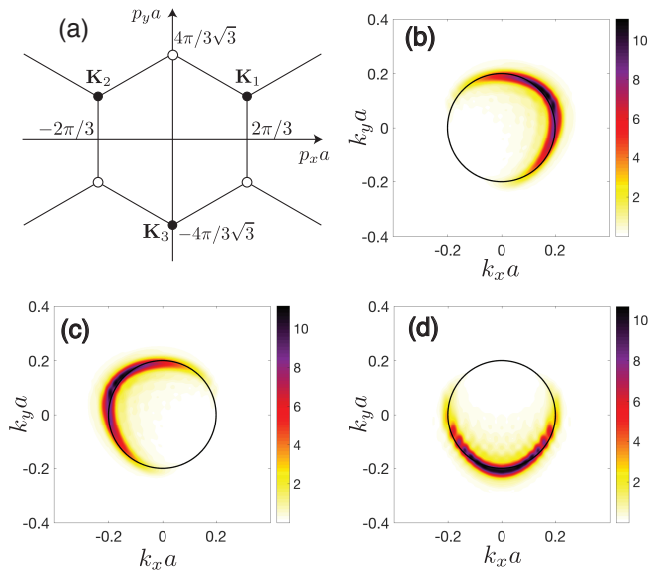 (a)
p_y a
4π/3√3
K_2
K_1
−2π/3
2π/3
p_x a
K_3
−4π/3√3
(b)
0.4
0.2
0
-0.2
-0.4
-0.2 0 0.2
k_y a
k_x a
10
8
6
4
2
(c)
0.4
0.2
0
-0.2
-0.4
-0.2 0 0.2
k_y a
k_x a
10
8
6
4
2
(d)
0.4
0.2
0
-0.2
-0.4
-0.2 0 0.2
k_y a
k_x a
10
8
6
4
2